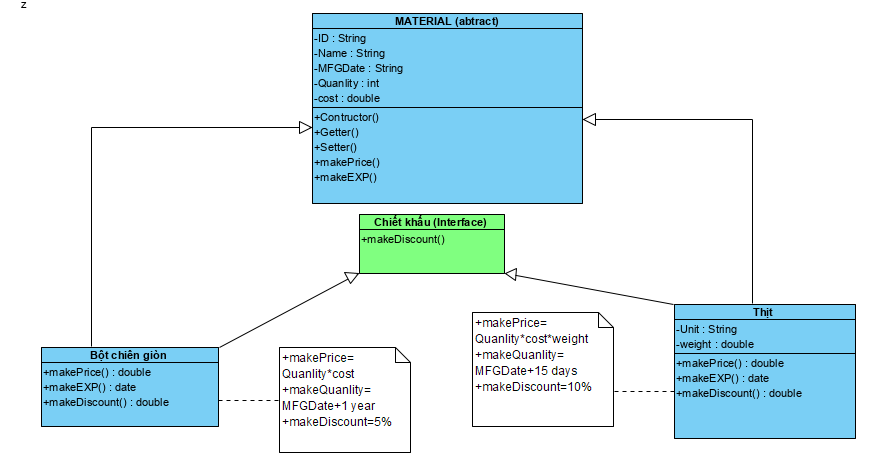 z
MATERIAL (abtract)
-ID : String
-Name : String
-MFGDate : String
-Quanlity : int
-cost : double
+Contructor()
+Getter()
+Setter()
+makePrice()
+makeEXP()
Chiết khấu (Interface)
+makeDiscount()
Bột chiên giòn
+makePrice() : double
+makeEXP() : date
+makeDiscount() : double
+makePrice=
Quanlity*cost
+makeQuanlity=
MFGDate+1 year
+makeDiscount=5%
+makePrice=
Quanlity*cost*weight
+makeQuanlity=
MFGDate+15 days
+makeDiscount=10%
Thịt
-Unit : String
-weight : double
+makePrice() : double
+makeEXP() : date
+makeDiscount() : double